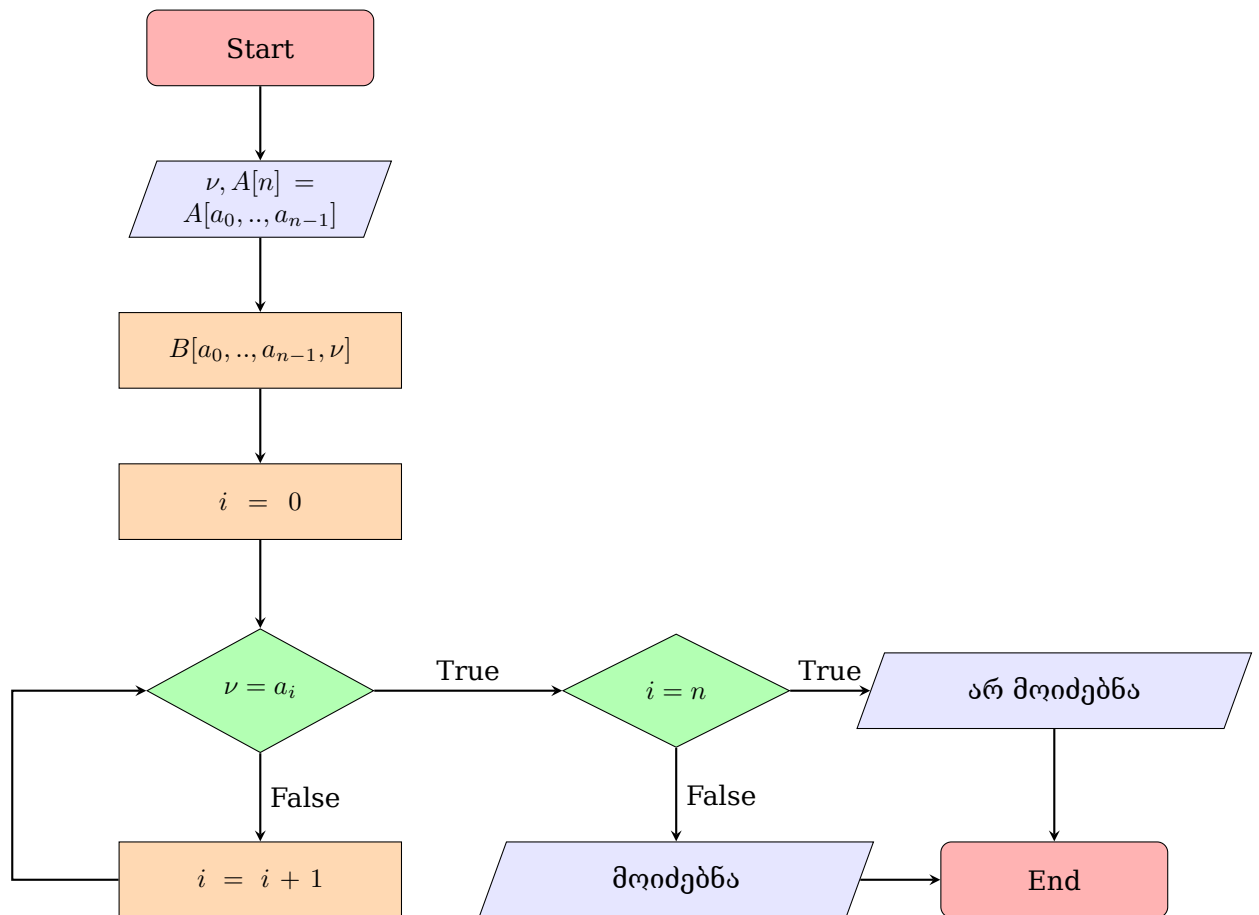 Start
ν, A[n] =
A[a₀, .., aₙ₋₁]
B[a₀, .., aₙ₋₁, ν]
i = 0
ν = aᵢ
True
i = n
True
არ მოიძებნა
False
False
i = i + 1
მოიძებნა
End